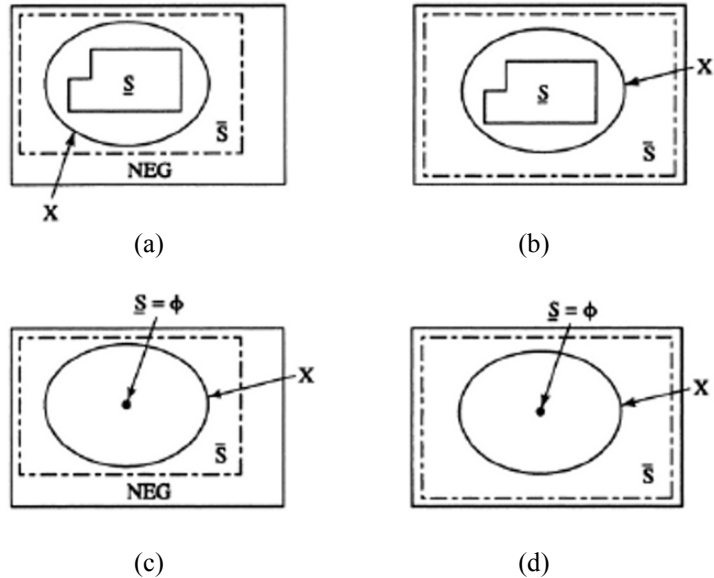 S̲
S̅
NEG
X
(a)
S̲
X
S̅
(b)
S̲ = ϕ
X
S̅
NEG
(c)
S̲ = ϕ
X
S̅
(d)